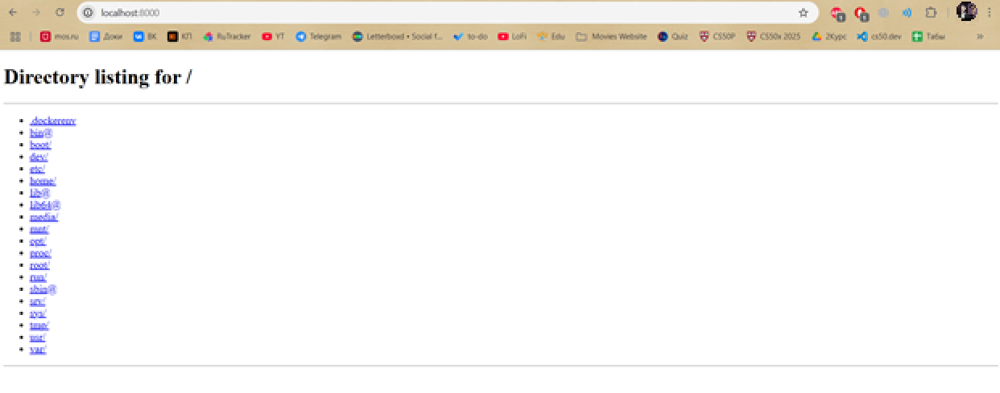 localhost:8000
mos.ru Доки ВК КП RuTracker YT Telegram Letterboxd • Social f... to-do LoFi Edu Movies Website Quiz CS50P CS50x 2025 2Курс cs50.dev Табы »
Directory listing for /
.dockerenv
bin@
boot/
dev/
etc/
home/
lib@
lib64@
media/
mnt/
opt/
proc/
root/
run/
sbin@
srv/
sys/
tmp/
usr/
var/